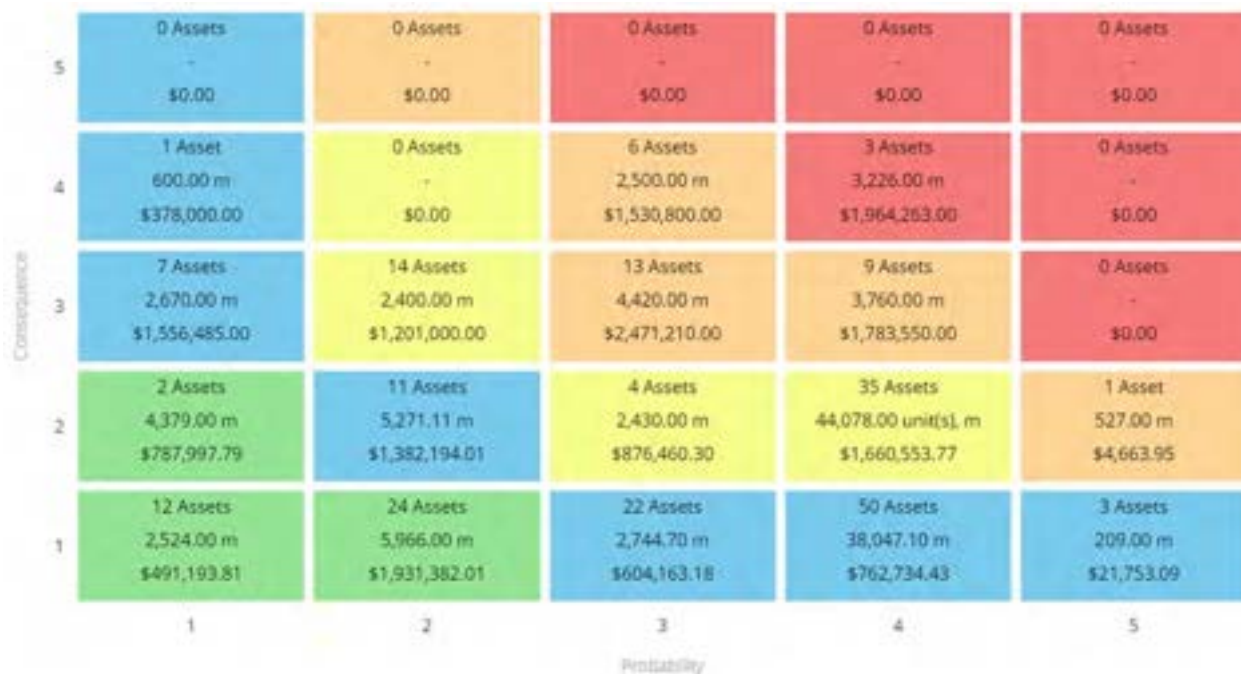 0 Assets 0 Assets 0 Assets 0 Assets 0 Assets
5 - - - - -
$0.00 $0.00 $0.00 $0.00 $0.00
1 Asset 0 Assets 6 Assets 3 Assets 0 Assets
4 600.00 m - 2,500.00 m 3,226.00 m -
$378,000.00 $0.00 $1,530,800.00 $1,964,263.00 $0.00
Consequence
7 Assets 14 Assets 13 Assets 9 Assets 0 Assets
3 2,670.00 m 2,400.00 m 4,420.00 m 3,760.00 m -
$1,556,485.00 $1,201,000.00 $2,471,210.00 $1,783,550.00 $0.00
2 Assets 11 Assets 4 Assets 35 Assets 1 Asset
2 4,379.00 m 5,271.11 m 2,430.00 m 44,078.00 unit(s), m 527.00 m
$787,997.79 $1,382,194.01 $876,460.30 $1,660,553.77 $4,663.95
12 Assets 24 Assets 22 Assets 50 Assets 3 Assets
1 2,524.00 m 5,966.00 m 2,744.70 m 38,047.10 m 209.00 m
$491,193.81 $1,931,382.01 $604,163.18 $762,734.43 $21,753.09
1 2 3 4 5
Probability